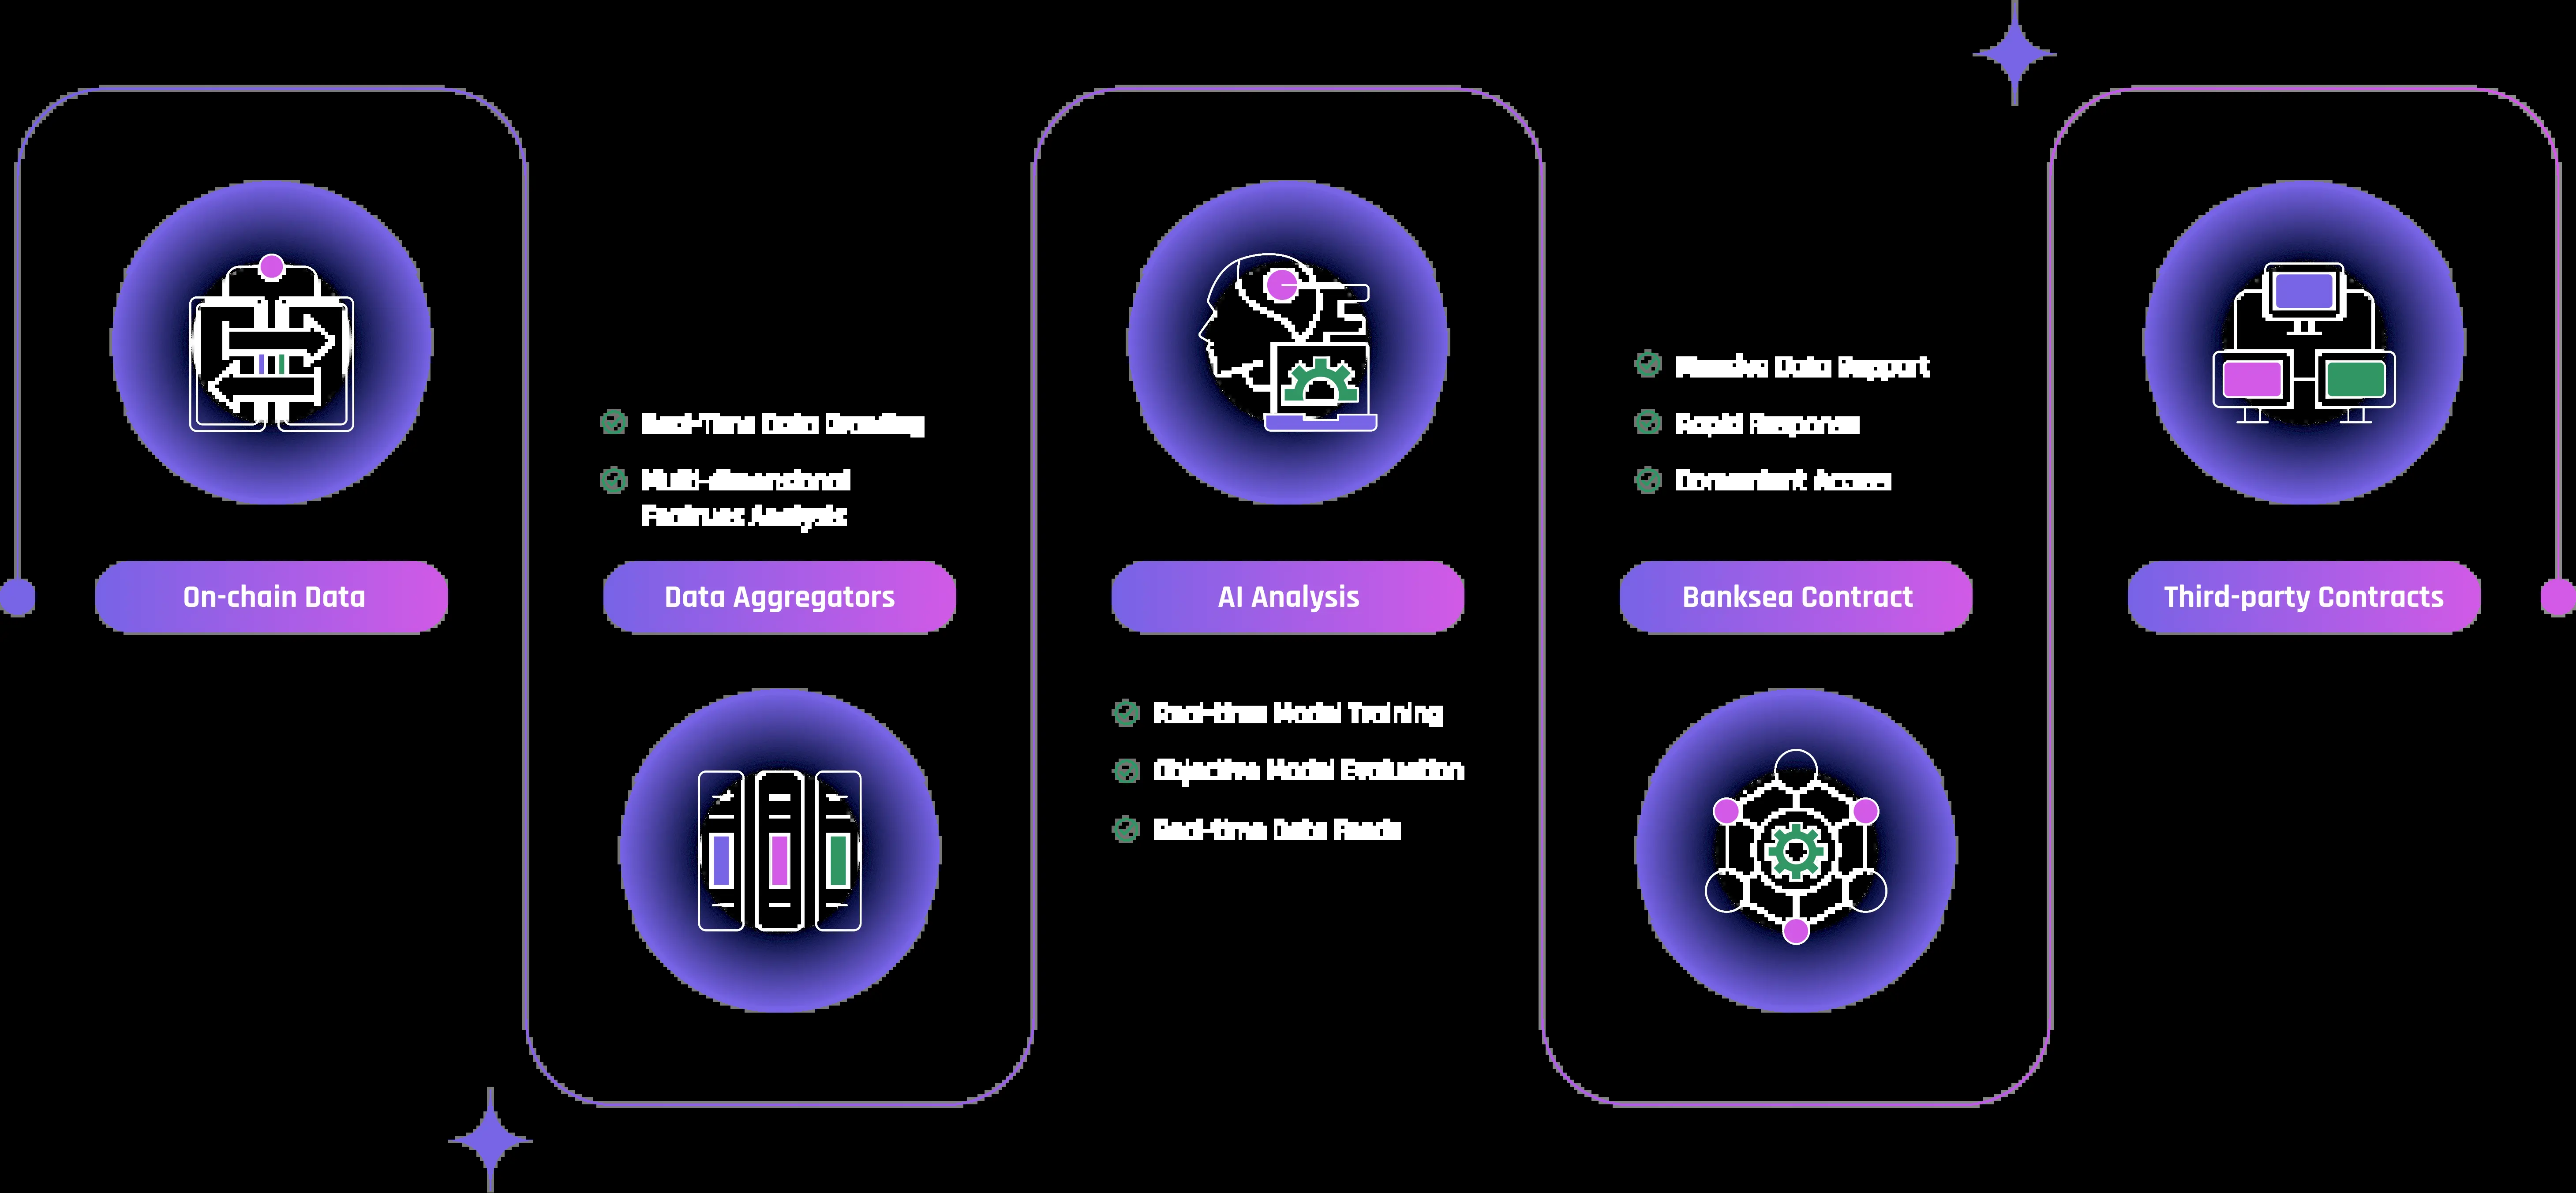 On-chain Data
Real-Time Data
Multi-dimensional
Features Analysis
Data Aggregators
AI Analysis
Real-time Model Training
Objective Model Evaluation
Real-time Data Feeds
Massive Data Support
Rapid Response
Convenient Access
Banksea Contract
Third-party Contracts